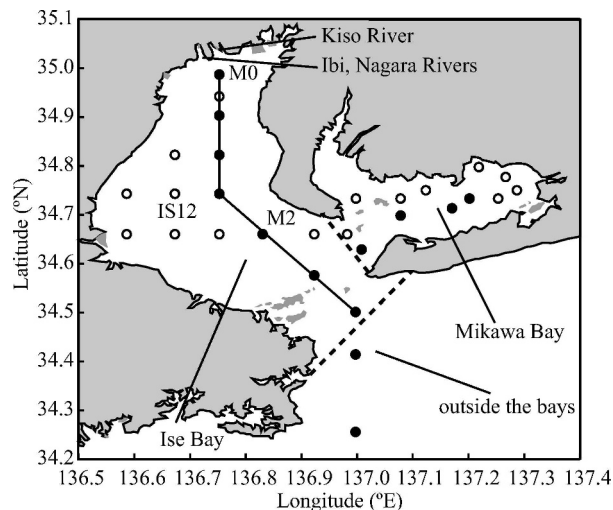 35.1
35.0
34.9
34.8
34.7
34.6
34.5
34.4
34.3
34.2
Latitude (ºN)
Kiso River
Ibi, Nagara Rivers
M0
IS12
M2
Mikawa Bay
outside the bays
Ise Bay
136.5 136.6 136.7 136.8 136.9 137.0 137.1 137.2 137.3 137.4
Longitude (ºE)